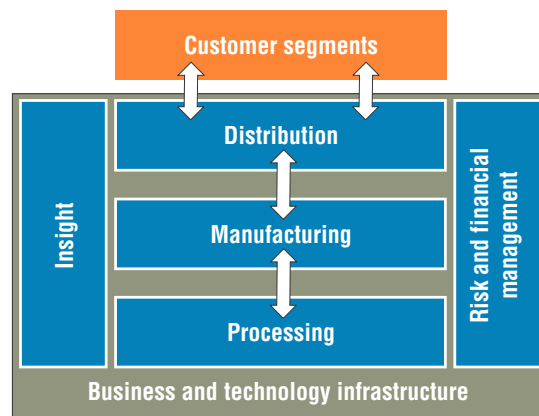 Customer segments
Insight
Distribution
Manufacturing
Processing
Risk and financial
management
Business and technology infrastructure